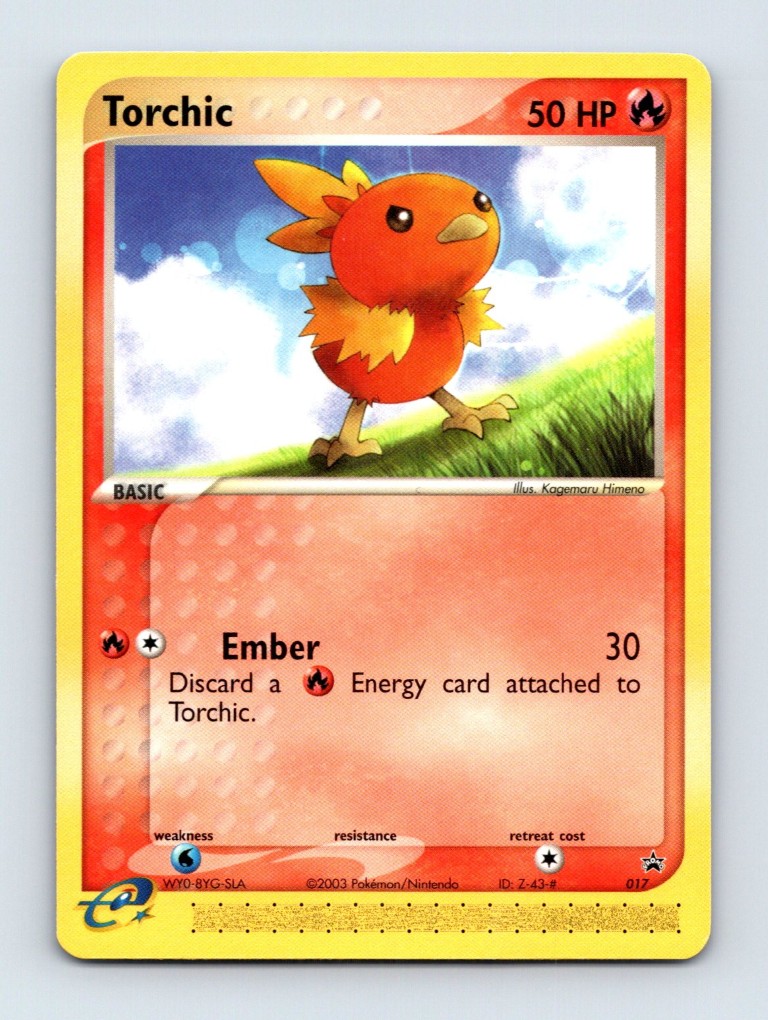 Torchic 50 HP
BASIC
Illus. Kagemaru Himeno
Ember 30
Discard a Energy card attached to
Torchic.
weakness resistance retreat cost
WY0-8YG-SLA ©2003 Pokémon/Nintendo ID: Z-43-# 017
PROMO
e